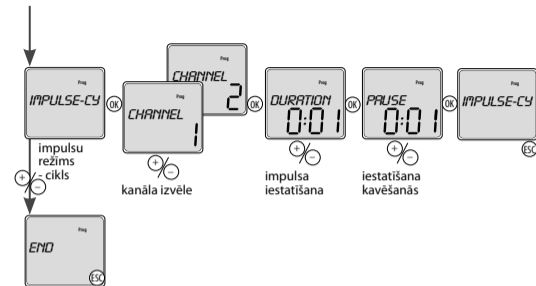 Prog
CHANNEL
2
Prog
IMPULSE-CY
OK
Prog
CHANNEL
1
OK
Prog
DURATION
0:01
OK
Prog
PAUSE
0:01
OK
Prog
IMPULSE-CY
ESC
impulsu
režīms
- cikls
+/−
+/−
kanāla izvēle
+/−
impulsa
iestatīšana
+/−
iestatīšana
kavēšanās
Prog
END
ESC